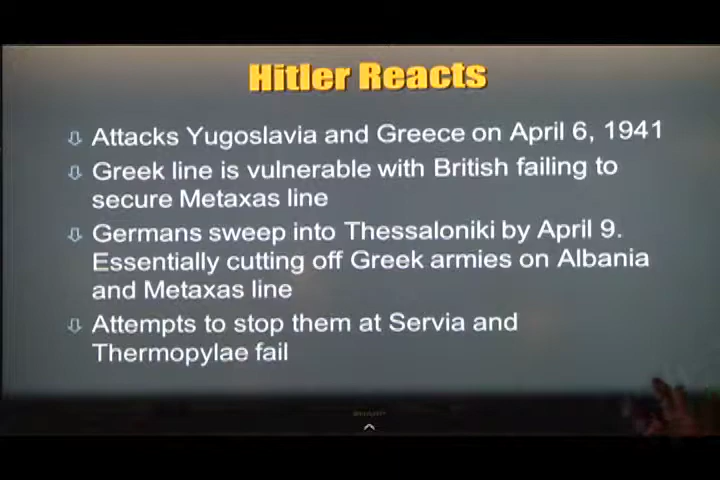 Hitler Reacts
Attacks Yugoslavia and Greece on April 6, 1941
Greek line is vulnerable with British failing to
secure Metaxas line
Germans sweep into Thessaloniki by April 9.
Essentially cutting off Greek armies on Albania
and Metaxas line
Attempts to stop them at Servia and
Thermopylae fail
SHARP